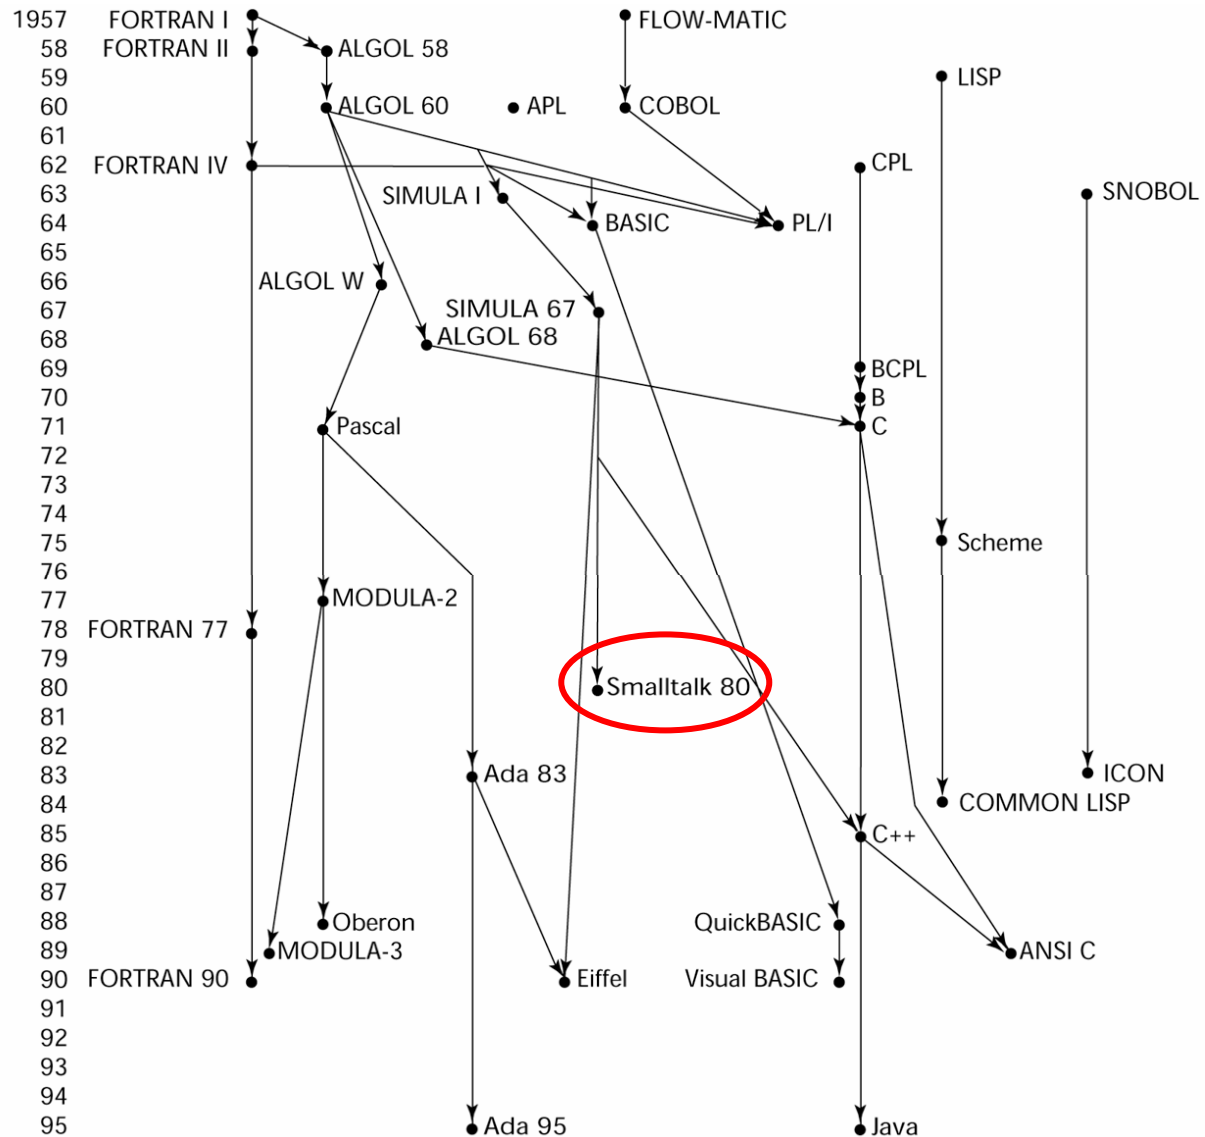 1957 FORTRAN I FLOW-MATIC
58 FORTRAN II ALGOL 58
59 LISP
60 ALGOL 60 APL COBOL
61
62 FORTRAN IV CPL
63 SIMULA I SNOBOL
64 BASIC PL/I
65
66 ALGOL W
67 SIMULA 67
68 ALGOL 68
69 BCPL
70 B
71 Pascal C
72
73
74
75 Scheme
76
77 MODULA-2
78 FORTRAN 77
79
80 Smalltalk 80
81
82
83 Ada 83 ICON
84 COMMON LISP
85 C++
86
87
88 Oberon QuickBASIC
89 MODULA-3 ANSI C
90 FORTRAN 90 Eiffel Visual BASIC
91
92
93
94
95 Ada 95 Java